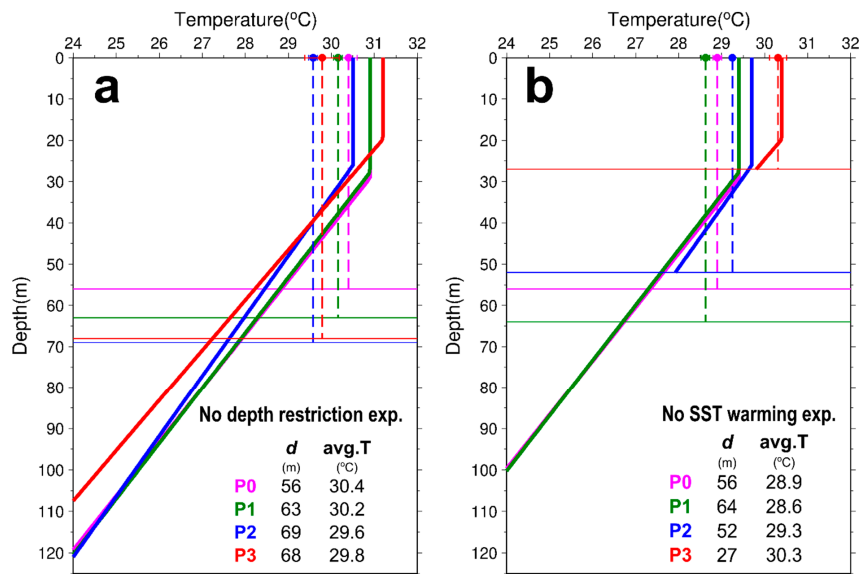 Temperature(ºC)
24 25 26 27 28 29 30 31 32
0
10
20
30
40
50
60
70
80
90
100
110
120
Depth(m)
a
No depth restriction exp.
d avg.T
(m) (ºC)
P0 56 30.4
P1 63 30.2
P2 69 29.6
P3 68 29.8
Temperature(ºC)
24 25 26 27 28 29 30 31 32
0
10
20
30
40
50
60
70
80
90
100
110
120
Depth(m)
b
No SST warming exp.
d avg.T
(m) (ºC)
P0 56 28.9
P1 64 28.6
P2 52 29.3
P3 27 30.3